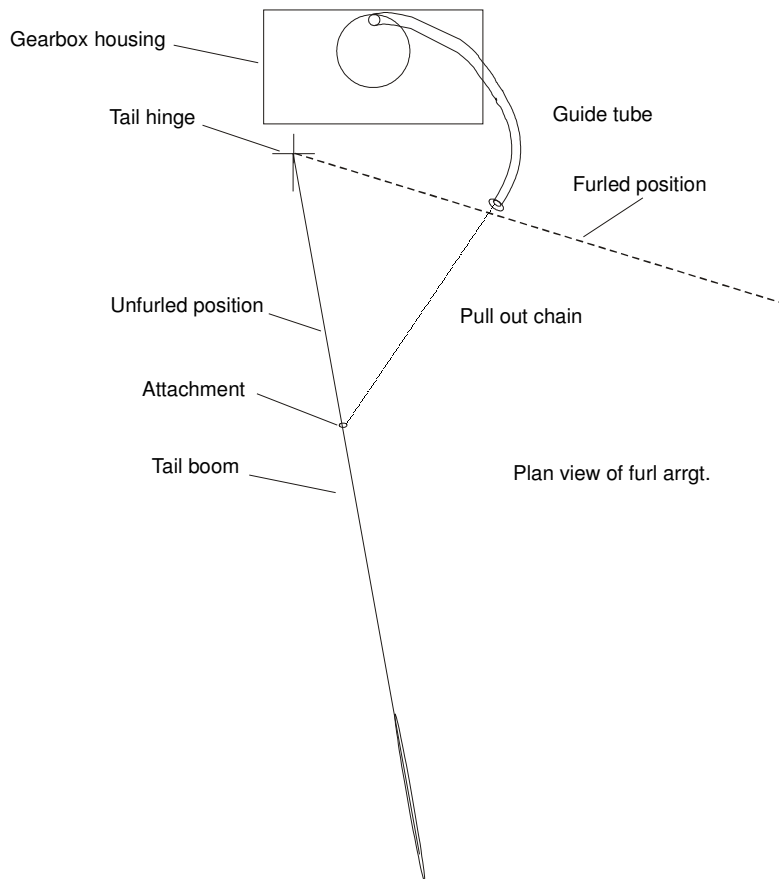 Gearbox housing
Tail hinge
Guide tube
Furled position
Unfurled position
Pull out chain
Attachment
Tail boom
Plan view of furl arrgt.